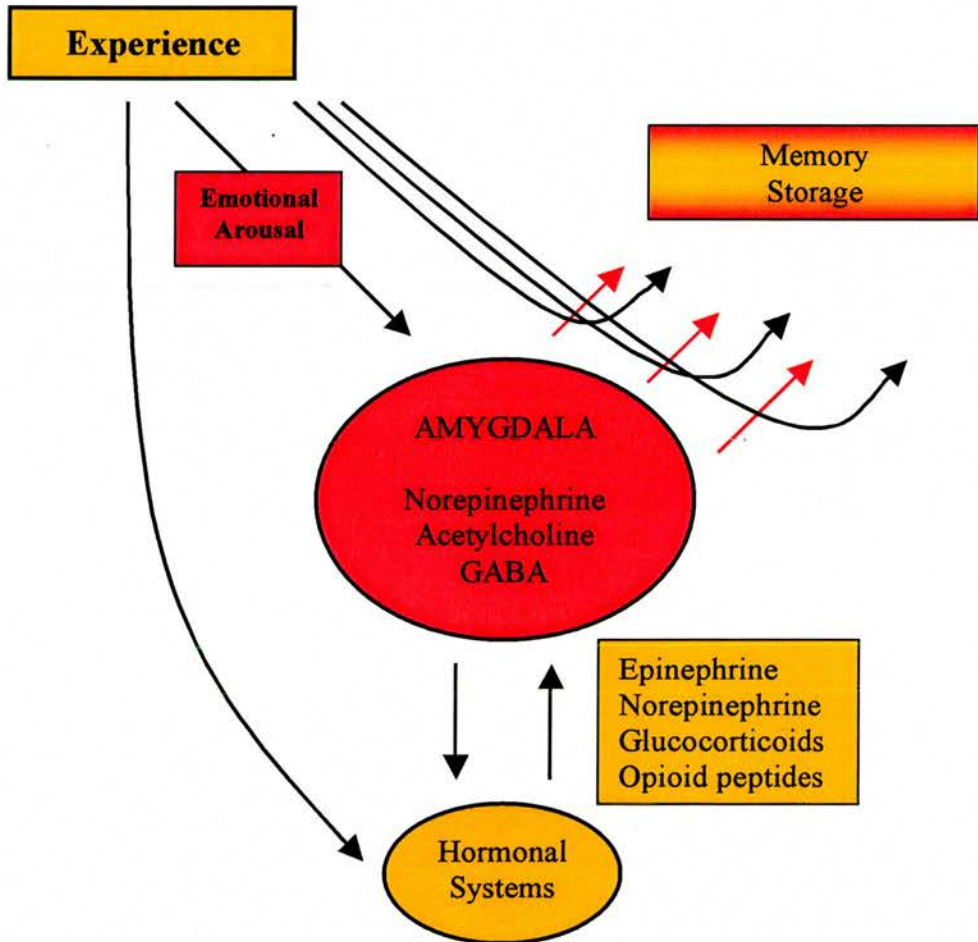 Experience
Memory
Storage
Emotional
Arousal
AMYGDALA
Norepinephrine
Acetylcholine
GABA
Epinephrine
Norepinephrine
Glucocorticoids
Opioid peptides
Hormonal
Systems